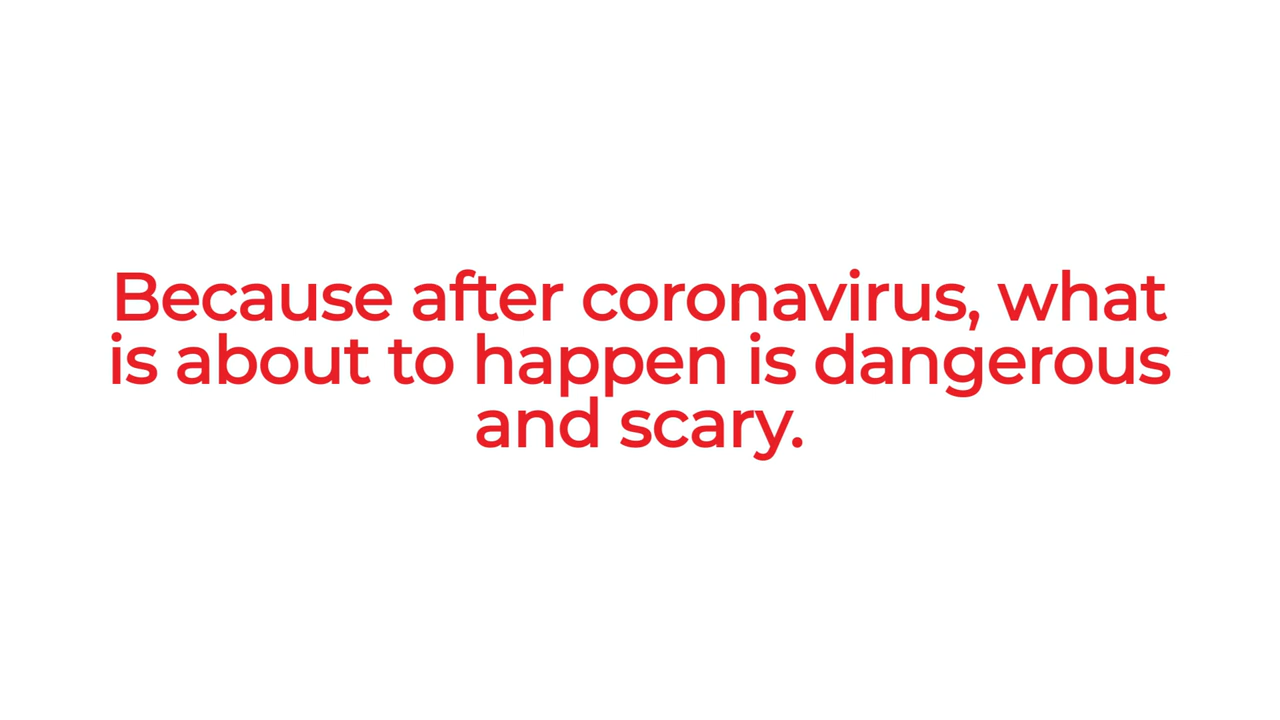 Because after coronavirus, what
is about to happen is dangerous
and scary.